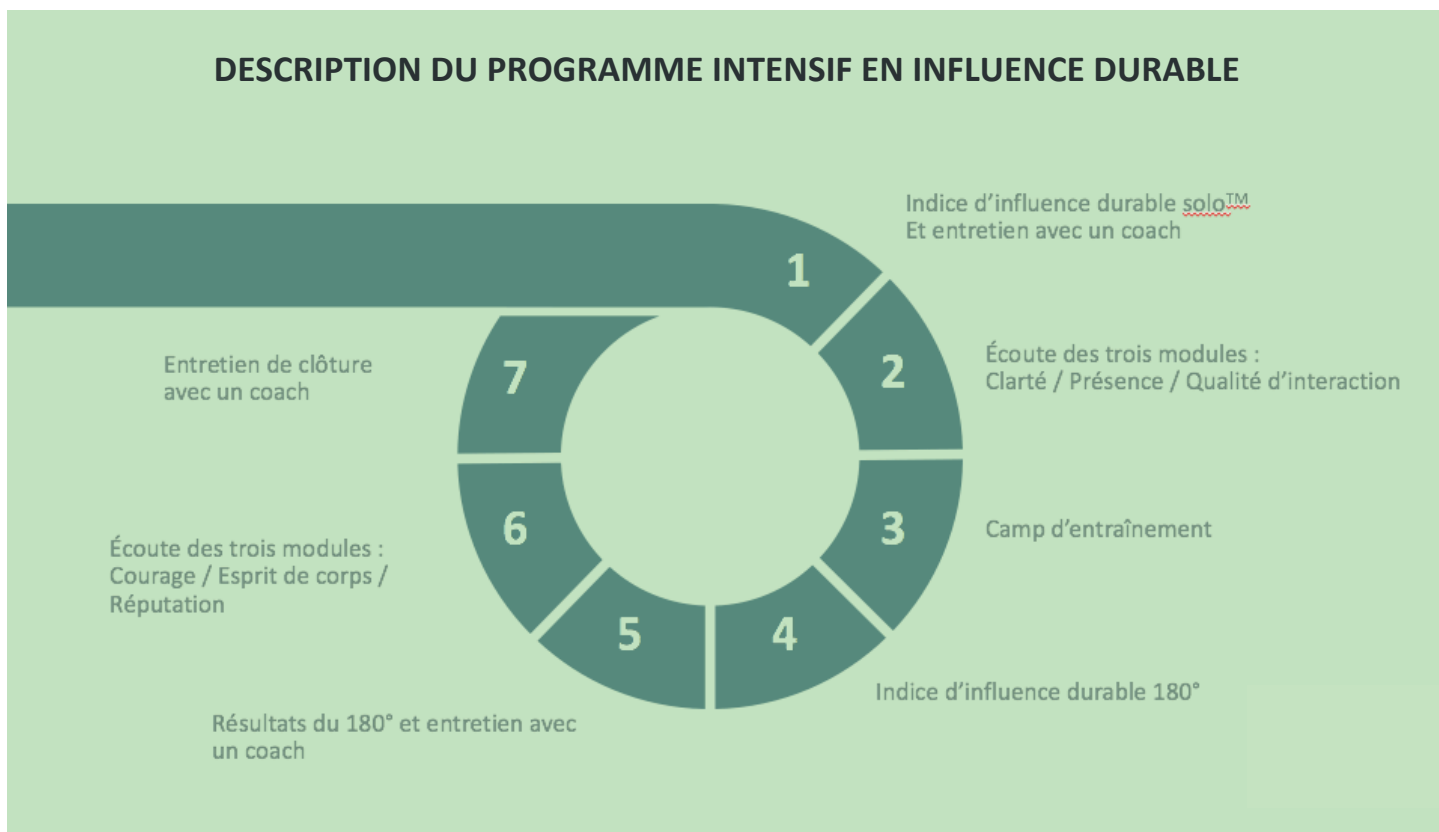 DESCRIPTION DU PROGRAMME INTENSIF EN INFLUENCE DURABLE
1
Indice d’influence durable solo™
Et entretien avec un coach
2
Écoute des trois modules :
Clarté / Présence / Qualité d’interaction
3
Camp d’entraînement
4
Indice d’influence durable 180°
5
Résultats du 180° et entretien avec
un coach
6
Écoute des trois modules :
Courage / Esprit de corps /
Réputation
7
Entretien de clôture
avec un coach